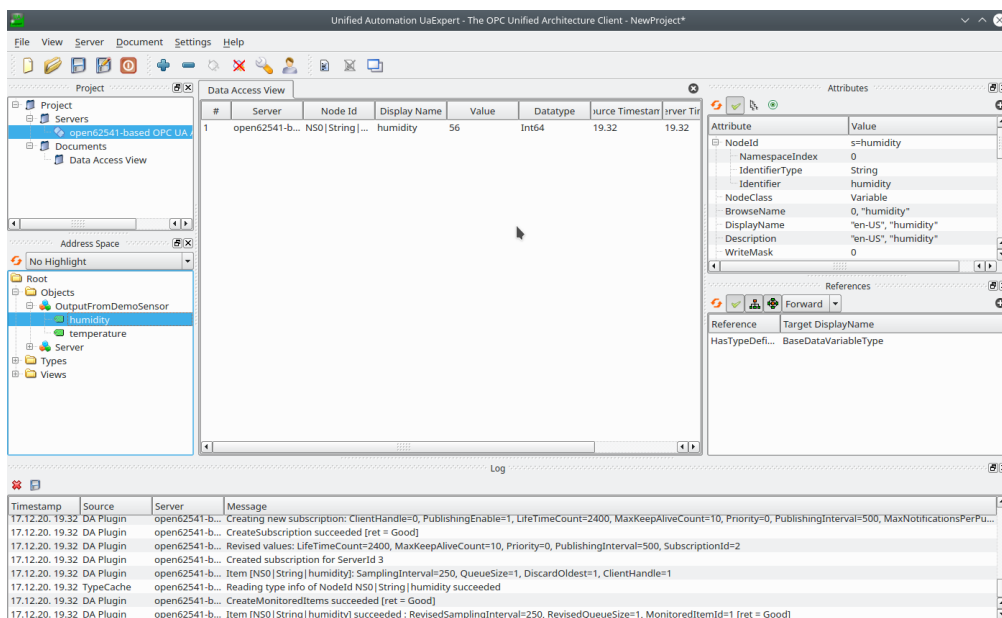 Unified Automation UaExpert - The OPC Unified Architecture Client - NewProject*
File View Server Document Settings Help
Project
Project
Servers
open62541-based OPC UA A
Documents
Data Access View
Address Space
No Highlight
Root
Objects
OutputFromDemoSensor
humidity
temperature
Server
Types
Views
Data Access View
# Server Node Id Display Name Value Datatype ource Timestan erver Tir
1 open62541-b... NS0|String|... humidity 56 Int64 19.32 19.32
Attributes
Attribute Value
NodeId s=humidity
NamespaceIndex 0
IdentifierType String
Identifier humidity
NodeClass Variable
BrowseName 0, "humidity"
DisplayName "en-US", "humidity"
Description "en-US", "humidity"
WriteMask 0
References
Forward
Reference Target DisplayName
HasTypeDefi... BaseDataVariableType
Log
Timestamp Source Server Message
17.12.20. 19.32 DA Plugin open62541-b... Creating new subscription: ClientHandle=0, PublishingEnable=1, LifeTimeCount=2400, MaxKeepAliveCount=10, Priority=0, PublishingInterval=500, MaxNotificationsPerPu...
17.12.20. 19.32 DA Plugin open62541-b... CreateSubscription succeeded [ret = Good]
17.12.20. 19.32 DA Plugin open62541-b... Revised values: LifeTimeCount=2400, MaxKeepAliveCount=10, Priority=0, PublishingInterval=500, SubscriptionId=2
17.12.20. 19.32 DA Plugin open62541-b... Created subscription for ServerId 3
17.12.20. 19.32 DA Plugin open62541-b... Item [NS0|String|humidity]: SamplingInterval=250, QueueSize=1, DiscardOldest=1, ClientHandle=1
17.12.20. 19.32 TypeCache open62541-b... Reading type info of NodeId NS0|String|humidity succeeded
17.12.20. 19.32 DA Plugin open62541-b... CreateMonitoredItems succeeded [ret = Good]
17.12.20. 19.32 DA Plugin open62541-b... Item [NS0|String|humidity] succeeded : RevisedSamplingInterval=250, RevisedQueueSize=1, MonitoredItemId=1 [ret = Good]